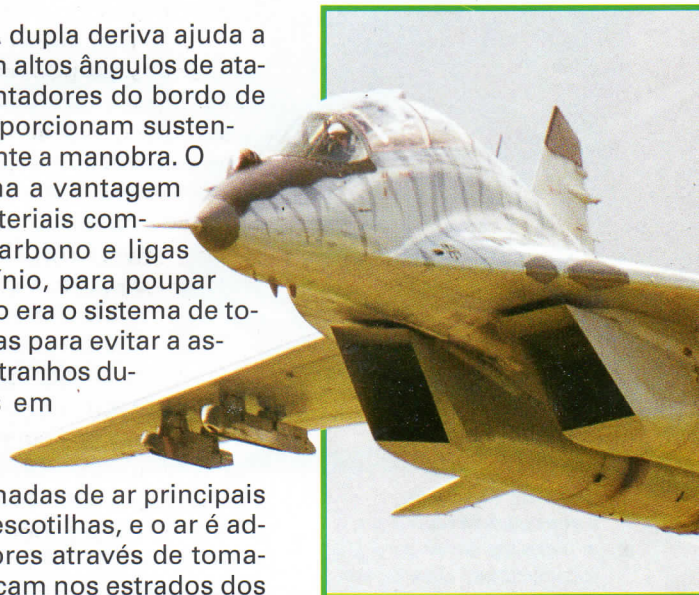 dupla deriva ajuda a
altos ângulos de ata-
ntadores do bordo de
porcionam susten-
nte a manobra. O
a vantagem
teriais com-
arbono e ligas
nio, para poupar
o era o sistema de to-
as para evitar a as-
tranhos du-
em
nadas de ar principais
escotilhas, e o ar é ad-
ores através de toma-
cam nos estrados dos